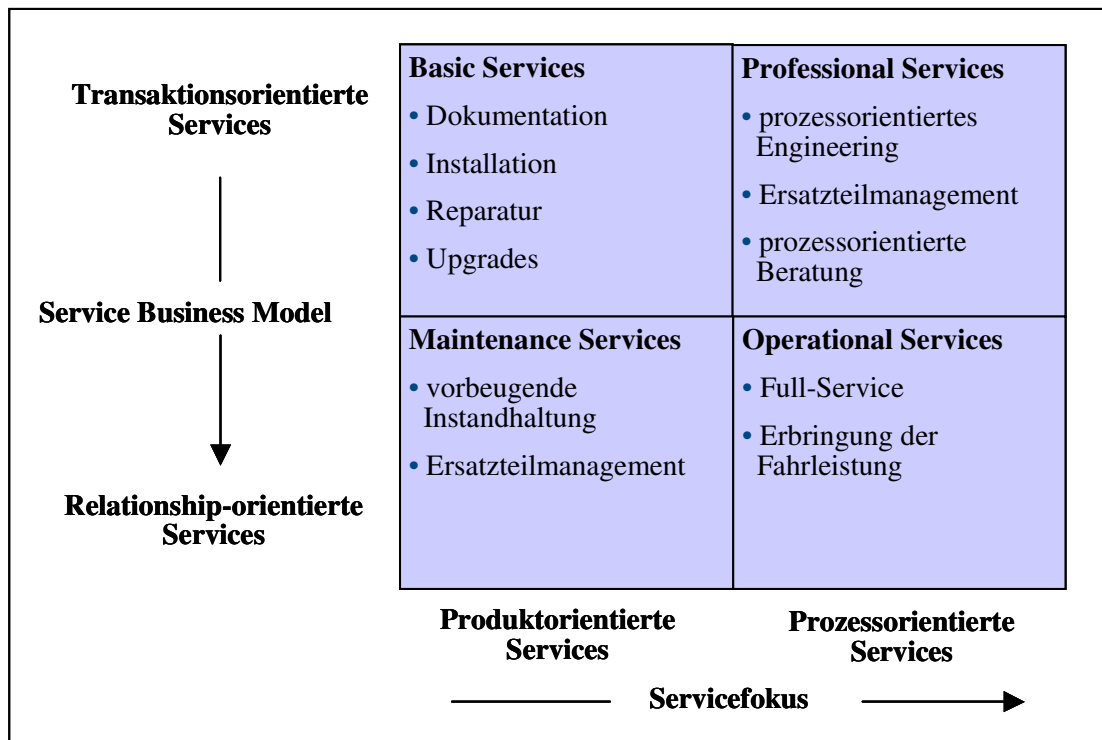 Transaktionsorientierte
Services
Service Business Model
Relationship-orientierte
Services
Basic Services
• Dokumentation
• Installation
• Reparatur
• Upgrades
Professional Services
• prozessorientiertes
Engineering
• Ersatzteilmanagement
• prozessorientierte
Beratung
Maintenance Services
• vorbeugende
Instandhaltung
• Ersatzteilmanagement
Operational Services
• Full-Service
• Erbringung der
Fahrleistung
Produktorientierte
Services
Prozessorientierte
Services
Servicefokus